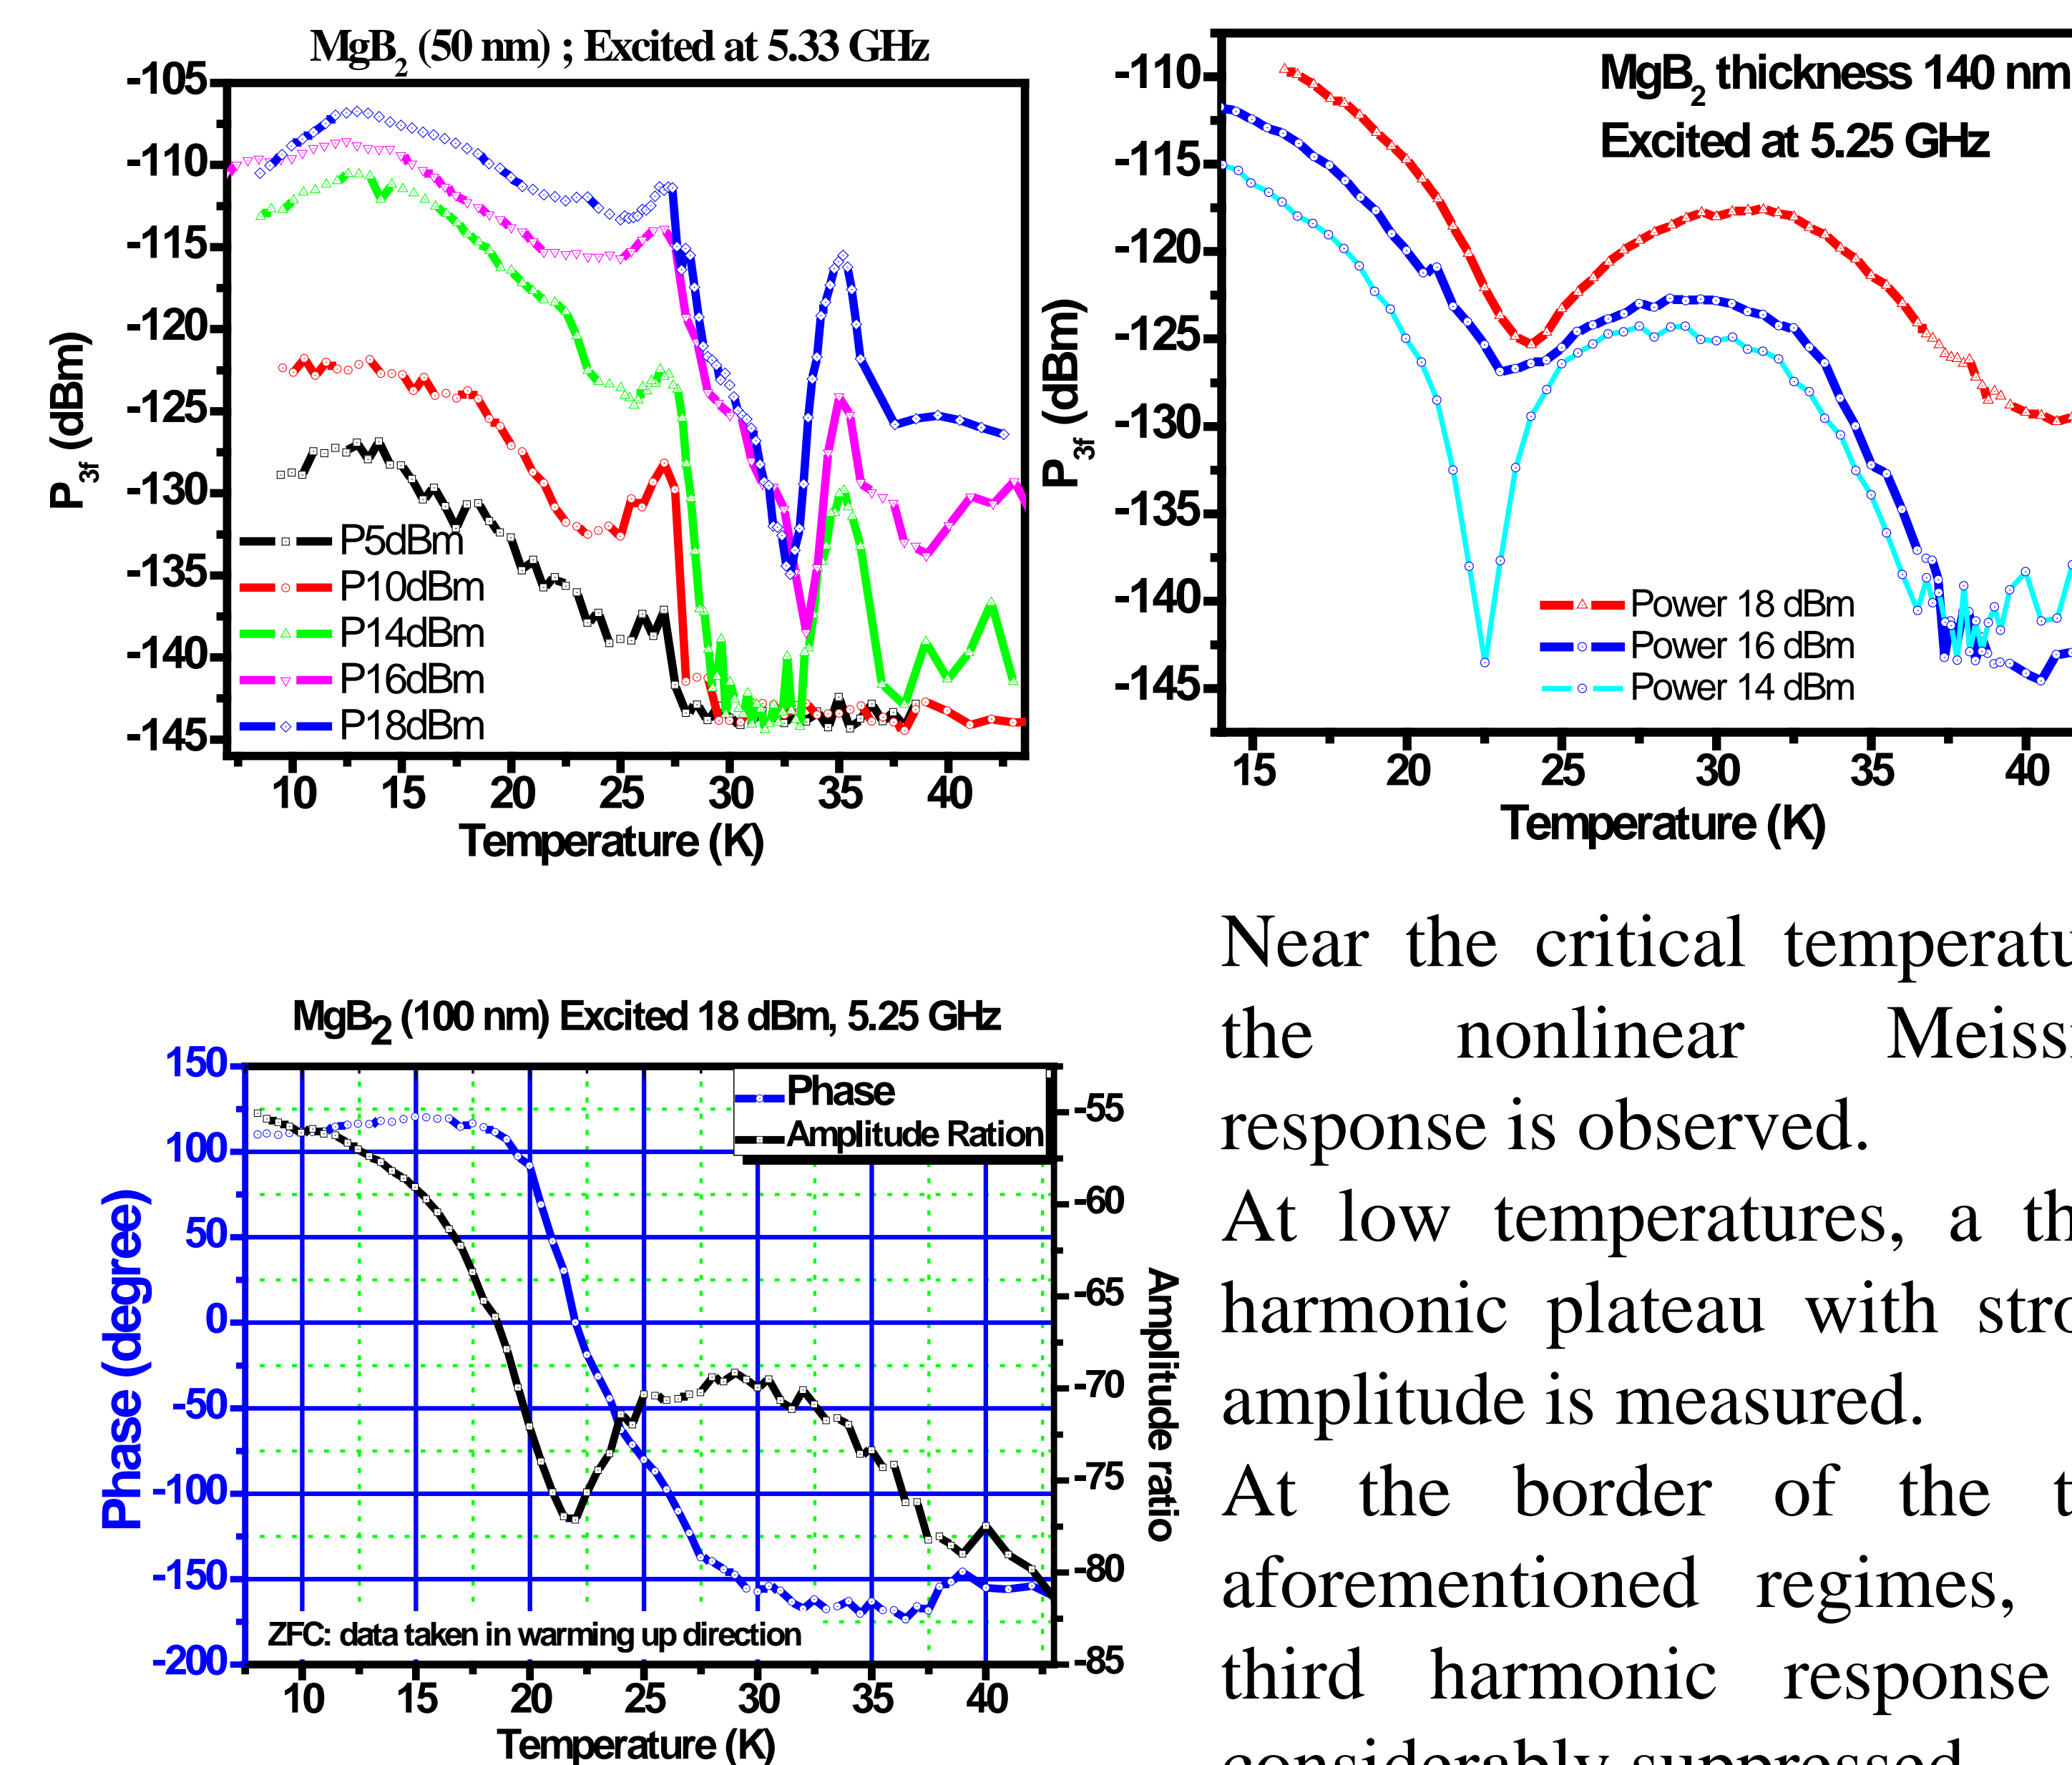 MgB2 (50 nm) ; Excited at 5.33 GHz
-105
-110
-115
-120
-125
-130
-135
-140
-145
P3f (dBm)
P5dBm
P10dBm
P14dBm
P16dBm
P18dBm
10 15 20 25 30 35 40
Temperature (K)
MgB2 thickness 140 nm
Excited at 5.25 GHz
-110
-115
-120
-125
-130
-135
-140
-145
P3f (dBm)
Power 18 dBm
Power 16 dBm
Power 14 dBm
15 20 25 30 35 40
Temperature (K)
MgB2 (100 nm) Excited 18 dBm, 5.25 GHz
150
100
50
0
-50
-100
-150
-200
Phase (degree)
Phase
Amplitude Ration
-55
-60
-65
-70
-75
-80
-85
Amplitude ratio
ZFC: data taken in warming up direction
10 15 20 25 30 35 40
Temperature (K)
Near the critical
the nonlinear
response is observed.
At low temperatures, a
harmonic plateau with
amplitude is measured.
At the border of the
aforementioned regimes,
third harmonic response
considerably suppressed